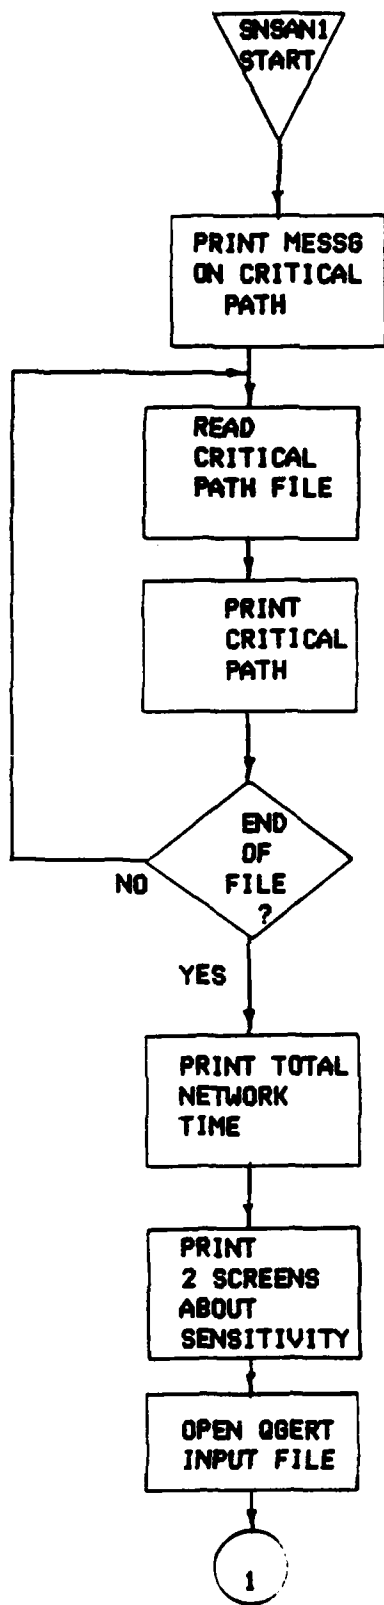 SNSAN1
START
PRINT MESSG
ON CRITICAL
PATH
READ
CRITICAL
PATH FILE
PRINT
CRITICAL
PATH
END
OF
FILE
?
NO
YES
PRINT TOTAL
NETWORK
TIME
PRINT
2 SCREENS
ABOUT
SENSITIVITY
OPEN QGERT
INPUT FILE
1